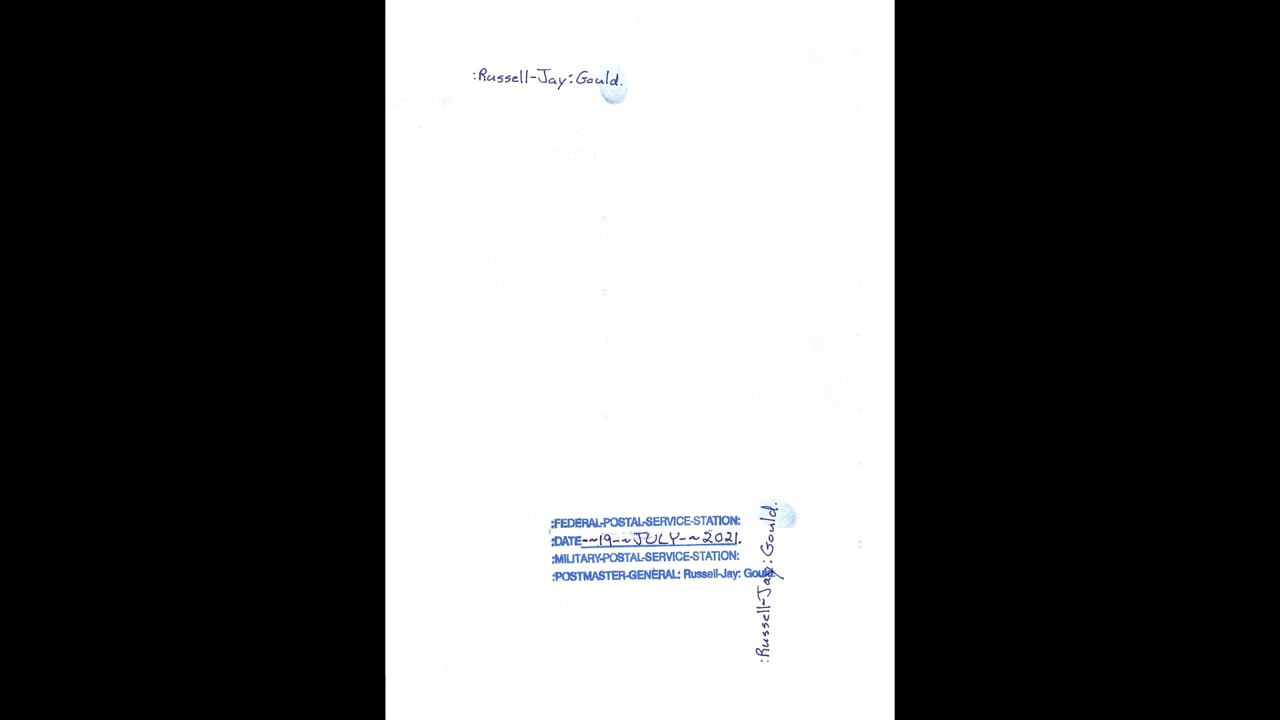 :Russell-Jay:Gould.
:FEDERAL-POSTAL-SERVICE-STATION:
:DATE-~19-~JULY-~2021.
:MILITARY-POSTAL-SERVICE-STATION:
:POSTMASTER-GENERAL: Russell-Jay: Gould.
:Russell-Jay:Gould.